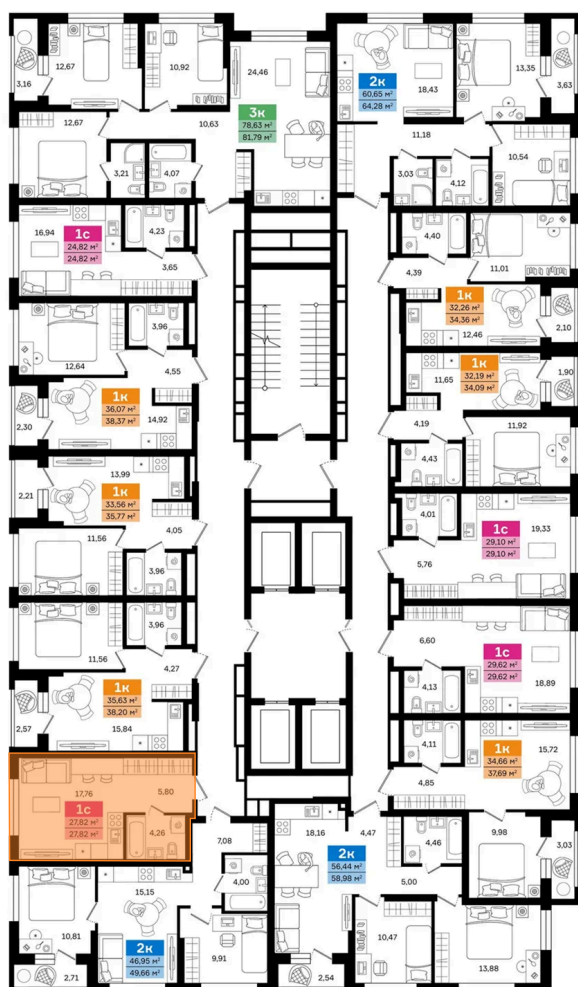 3,16
12,67
10,92
24,46
3к
78,63 м²
81,79 м²
12,67
10,63
3,21
4,07
2к
60,65 м²
64,28 м²
18,43
13,35
3,63
11,18
3,03
4,12
10,54
16,94
1с
24,82 м²
24,82 м²
4,23
3,65
4,40
4,39
11,01
1к
32,26 м²
34,36 м²
12,46
2,10
3,96
12,64
4,55
1к
36,07 м²
38,37 м²
14,92
2,30
1к
32,19 м²
34,09 м²
11,65
1,90
4,19
11,92
4,43
13,99
2,21
1к
33,56 м²
35,77 м²
4,05
11,56
3,96
4,01
1с
29,10 м²
29,10 м²
19,33
5,76
3,96
11,56
4,27
1к
35,63 м²
38,20 м²
2,57
15,84
6,60
1с
29,62 м²
29,62 м²
4,13
18,89
4,11
1к
34,66 м²
37,69 м²
15,72
4,85
17,76
5,80
1с
27,82 м²
27,82 м²
4,26
7,08
4,00
15,15
10,81
2к
46,95 м²
49,66 м²
2,71
9,91
18,16
4,47
2к
56,44 м²
58,98 м²
4,46
5,00
9,98
3,03
10,47
2,54
13,88